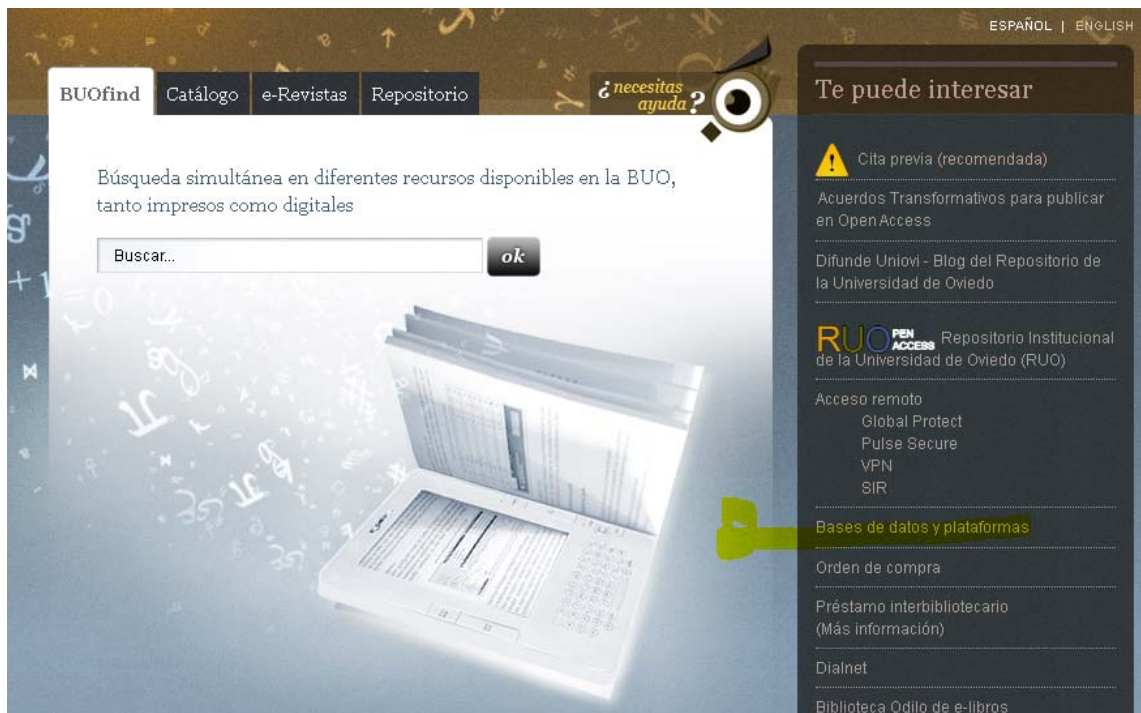 ESPAÑOL | ENGLISH
BUOfind
Catálogo
e-Revistas
Repositorio
¿necesitas
ayuda?
Búsqueda simultánea en diferentes recursos disponibles en la BUO,
tanto impresos como digitales
Buscar...
ok
Te puede interesar
Cita previa (recomendada)
Acuerdos Transformativos para publicar
en Open Access
Difunde Uniovi - Blog del Repositorio de
la Universidad de Oviedo
RUO PEN ACCESS Repositorio Institucional
de la Universidad de Oviedo (RUO)
Acceso remoto
Global Protect
Pulse Secure
VPN
SIR
Bases de datos y plataformas
Orden de compra
Préstamo interbibliotecario
(Más información)
Dialnet
Biblioteca Odilo de e-libros